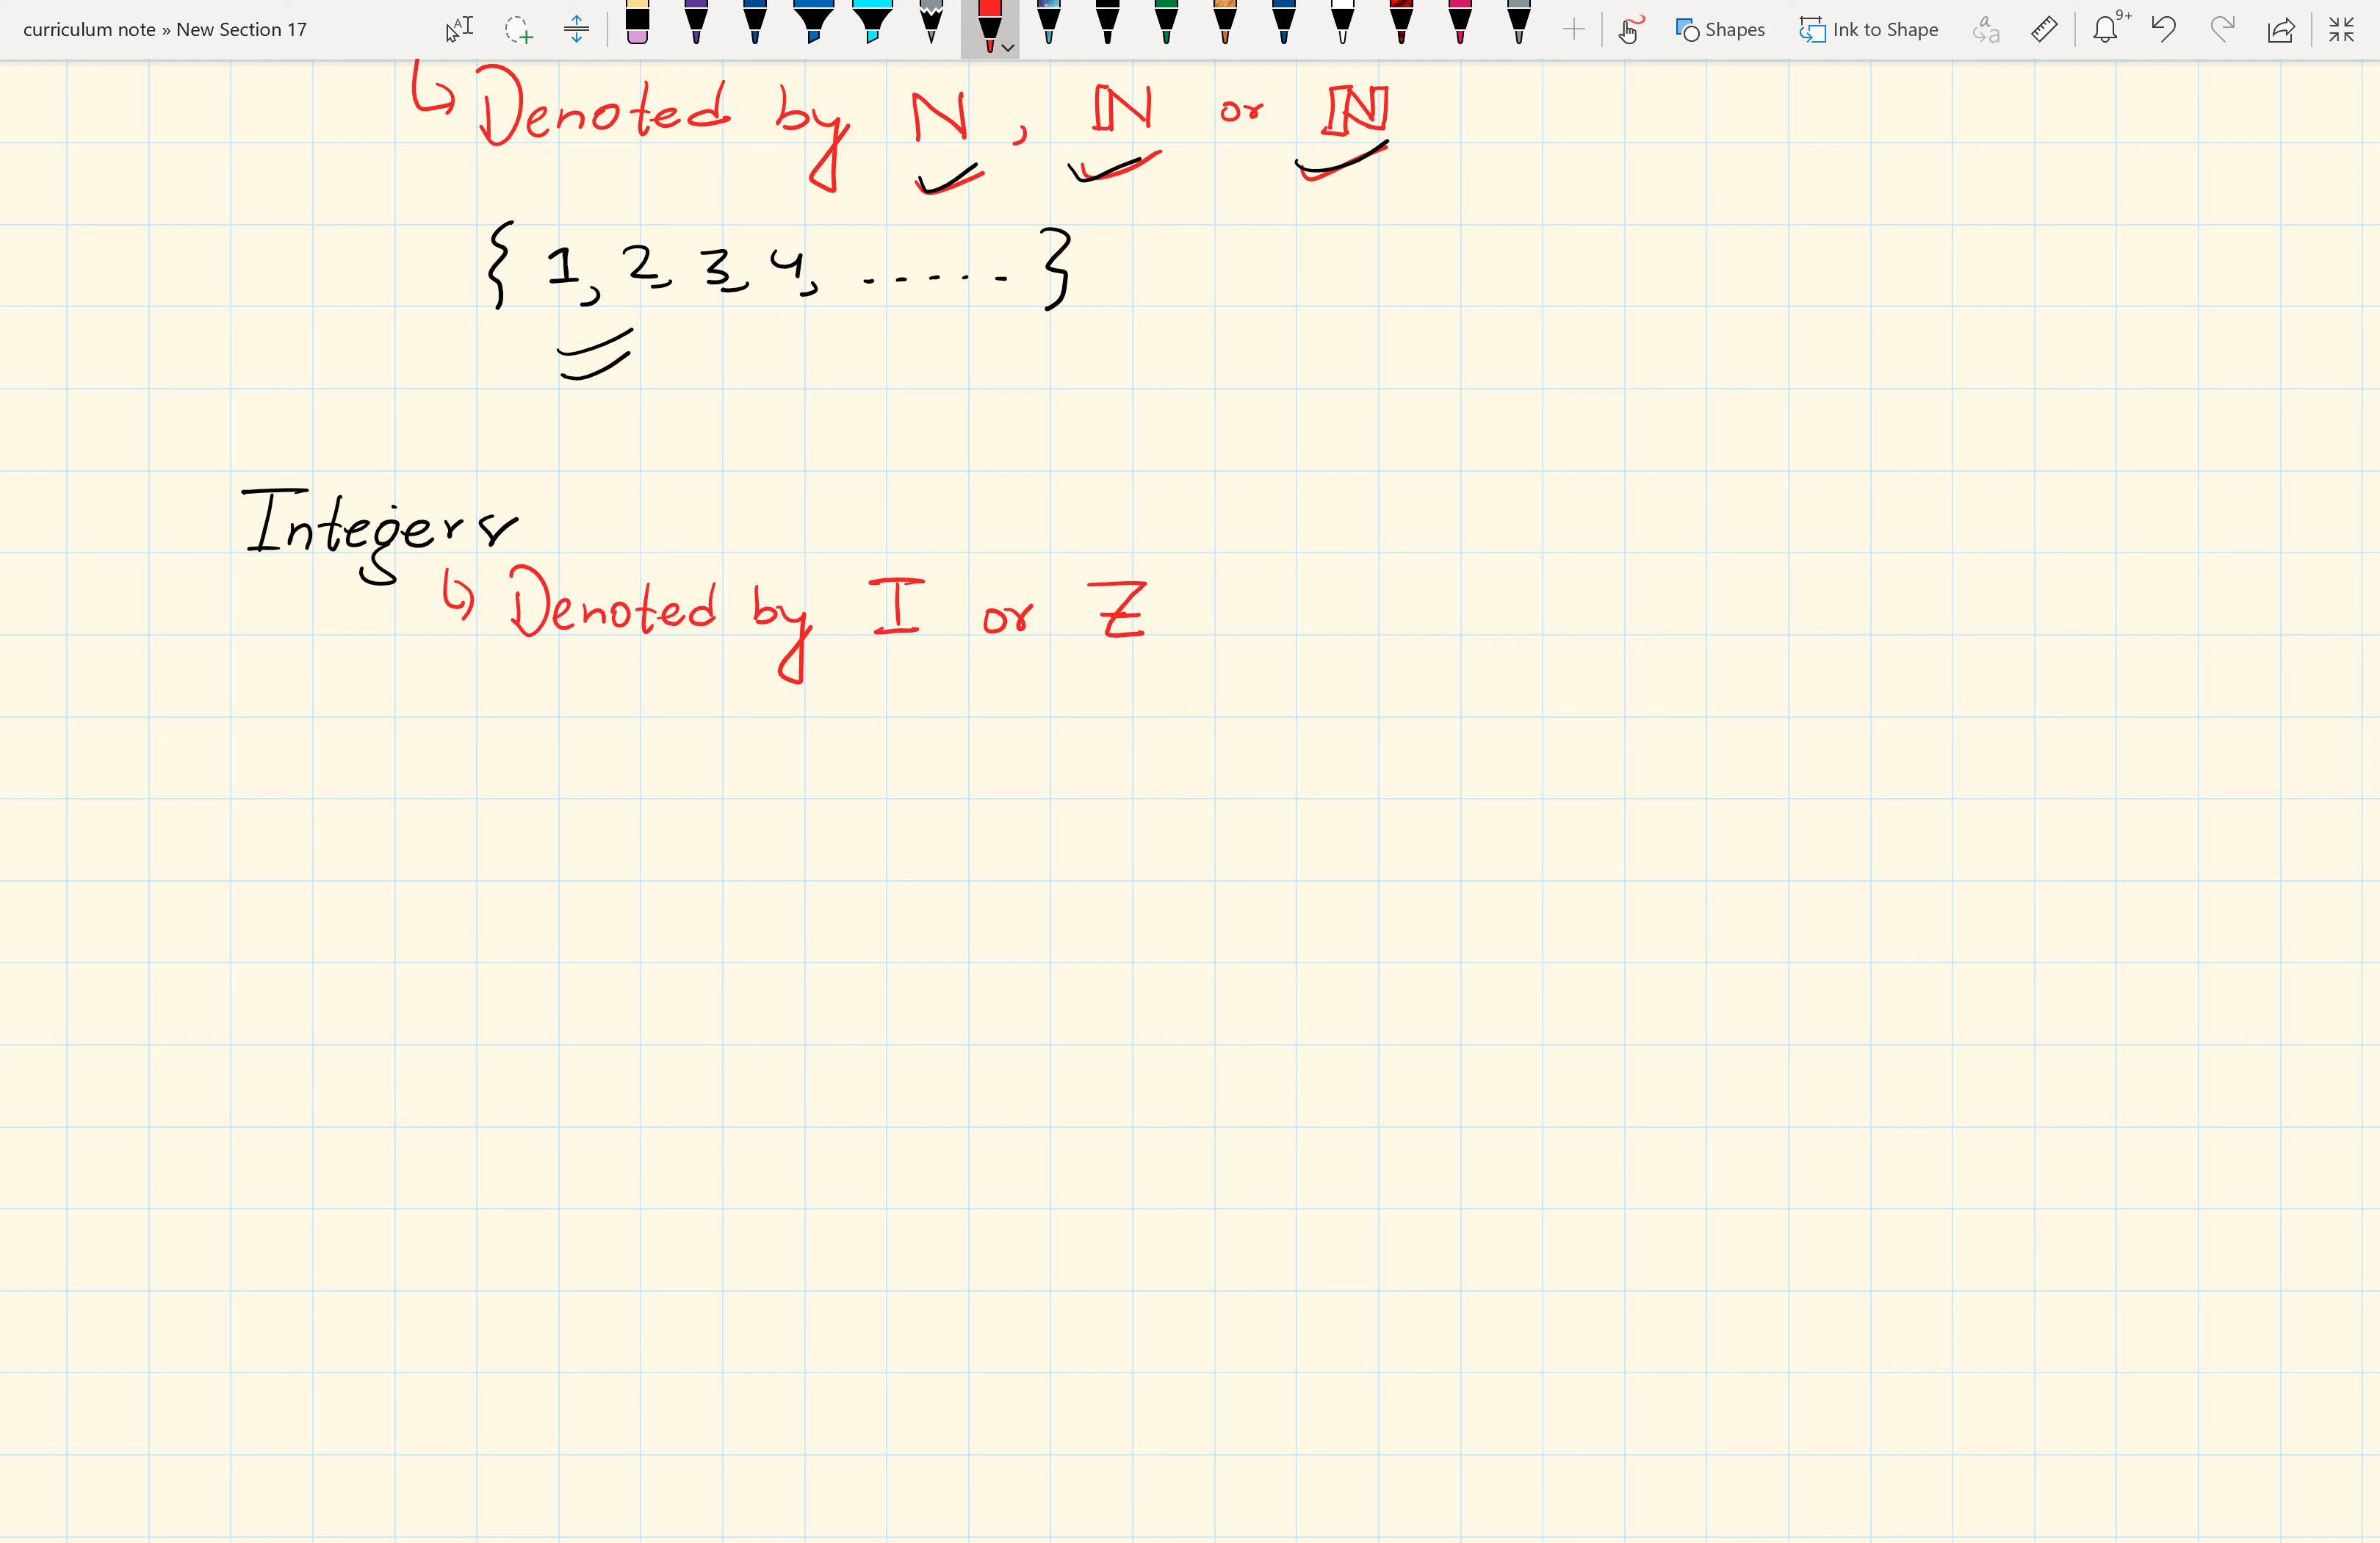 curriculum note » New Section 17 Shapes Ink to Shape 9+
↳ Denoted by N, ℕ or ℕ
{ 1, 2, 3, 4, ...... }
Integers
↳ Denoted by I or Z